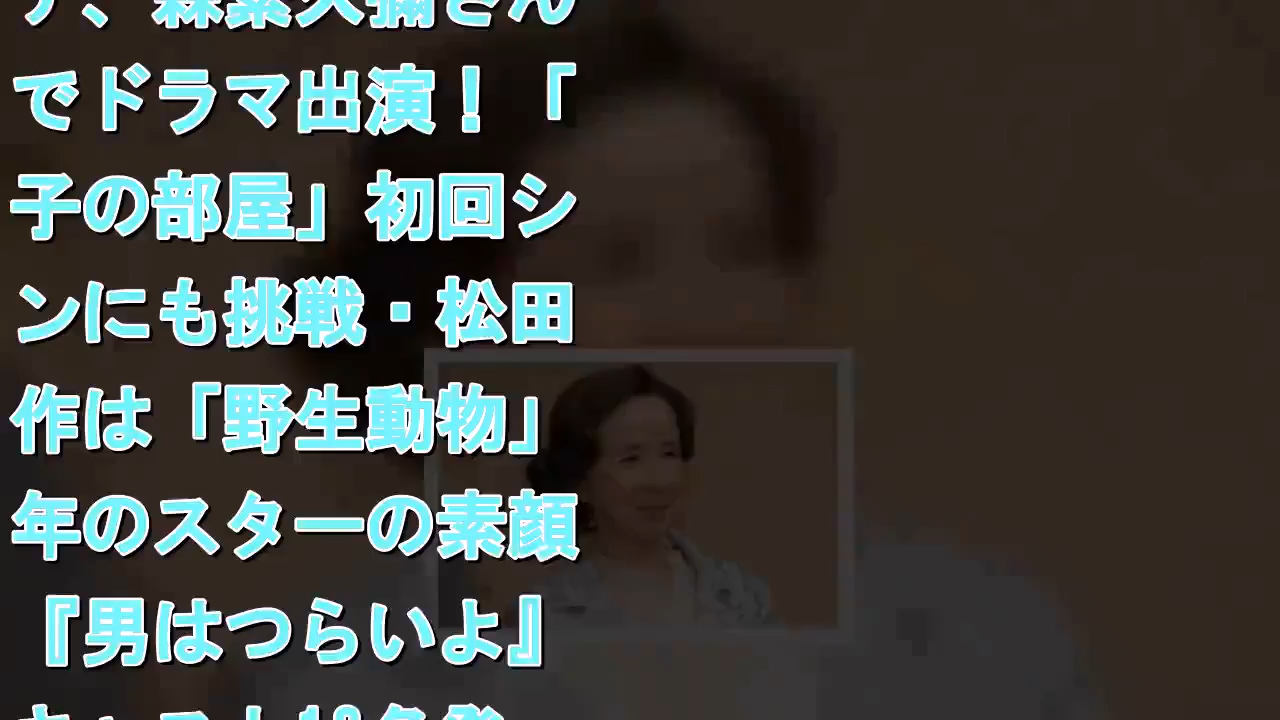 でドラマ出演！「
子の部屋」初回シ
ンにも挑戦・松田
作は「野生動物」
年のスターの素顔
『男はつらいよ』